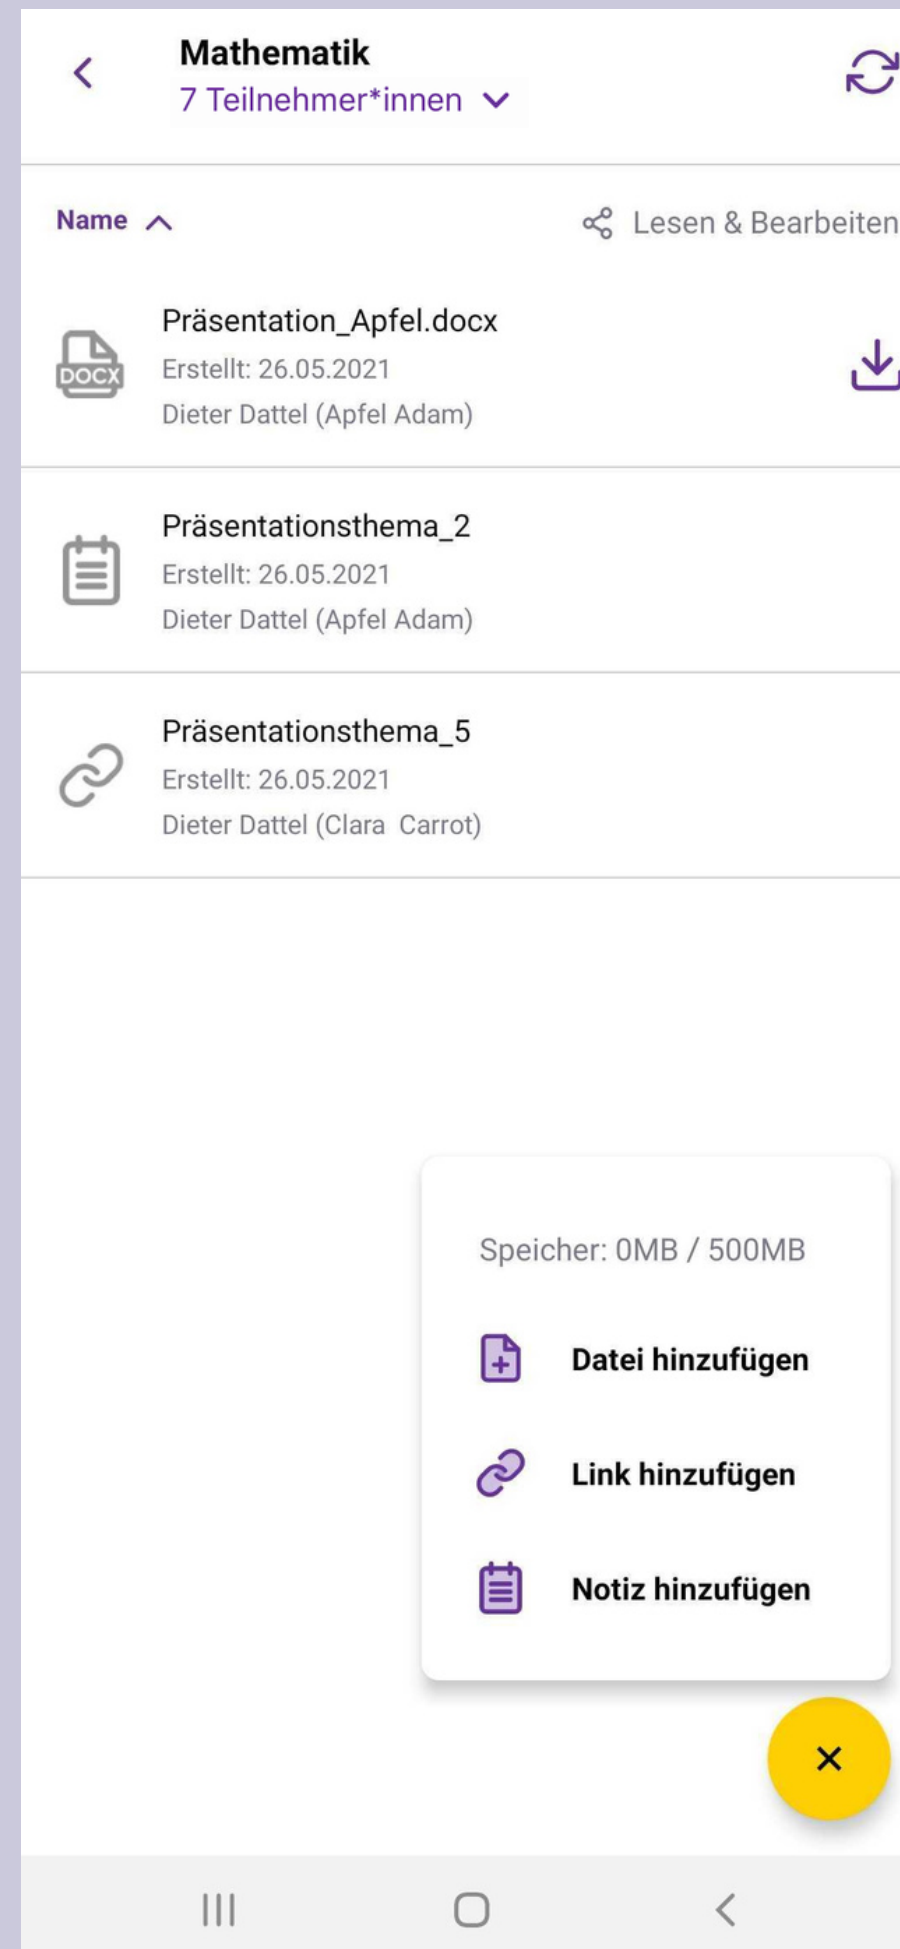 Mathematik
7 Teilnehmer*innen
Name
Lesen & Bearbeiten
Präsentation_Apfel.docx
DOCX
Erstellt: 26.05.2021
Dieter Dattel (Apfel Adam)
Präsentationsthema_2
Erstellt: 26.05.2021
Dieter Dattel (Apfel Adam)
Präsentationsthema_5
Erstellt: 26.05.2021
Dieter Dattel (Clara  Carrot)
Speicher: 0MB / 500MB
Datei hinzufügen
Link hinzufügen
Notiz hinzufügen